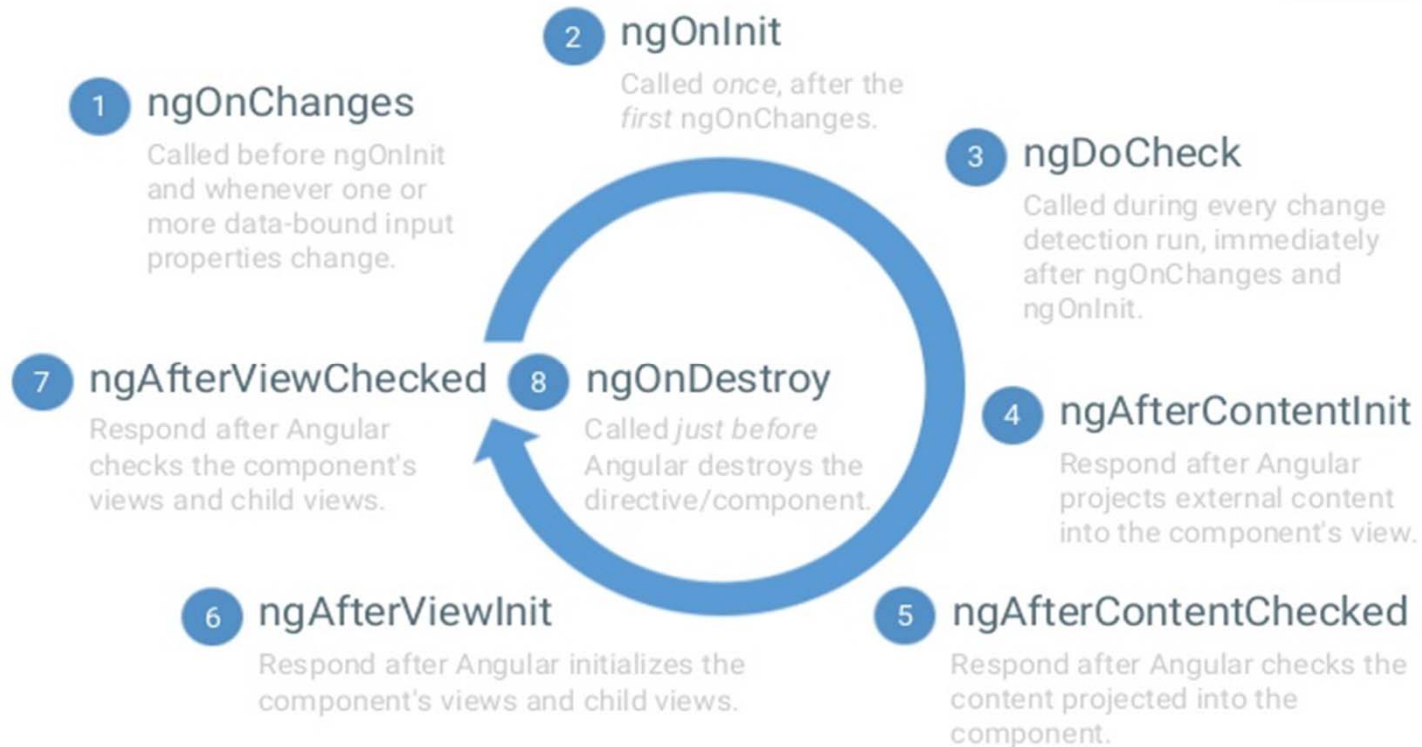 1 ngOnChanges
Called before ngOnInit
and whenever one or
more data-bound input
properties change.
2 ngOnInit
Called once, after the
first ngOnChanges.
3 ngDoCheck
Called during every change
detection run, immediately
after ngOnChanges and
ngOnInit.
4 ngAfterContentInit
Respond after Angular
projects external content
into the component's view.
5 ngAfterContentChecked
Respond after Angular checks the
content projected into the
component.
6 ngAfterViewInit
Respond after Angular initializes the
component's views and child views.
7 ngAfterViewChecked
Respond after Angular
checks the component's
views and child views.
8 ngOnDestroy
Called just before
Angular destroys the
directive/component.